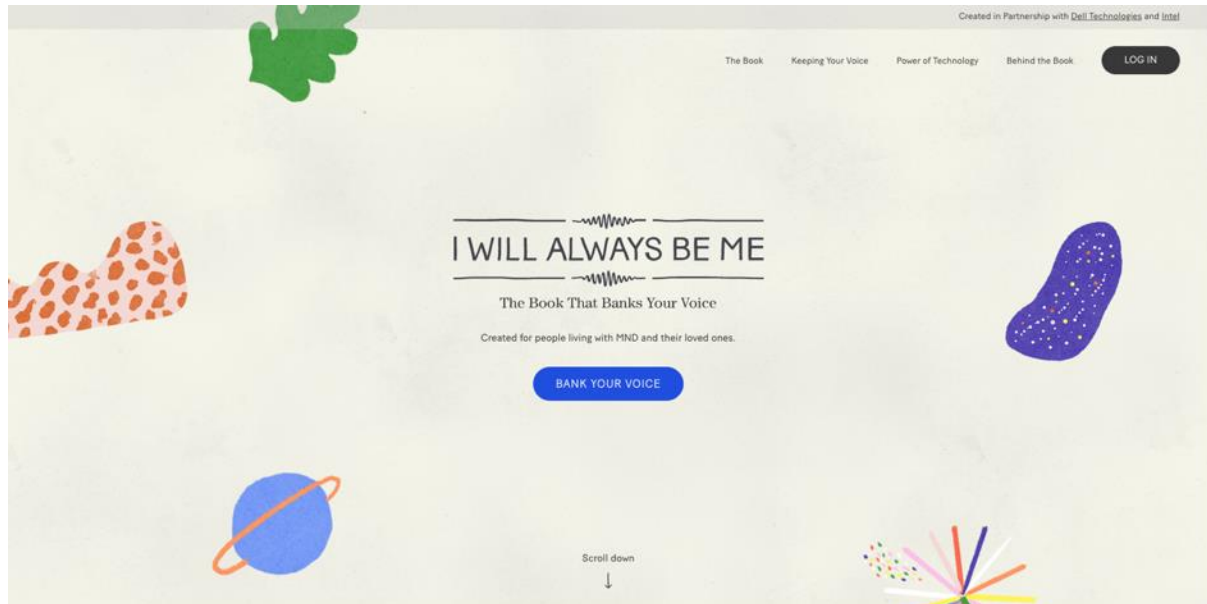 Created in Partnership with Dell Technologies and Intel
The Book Keeping Your Voice Power of Technology Behind the Book LOG IN
I WILL ALWAYS BE ME
The Book That Banks Your Voice
Created for people living with MND and their loved ones.
BANK YOUR VOICE
Scroll down